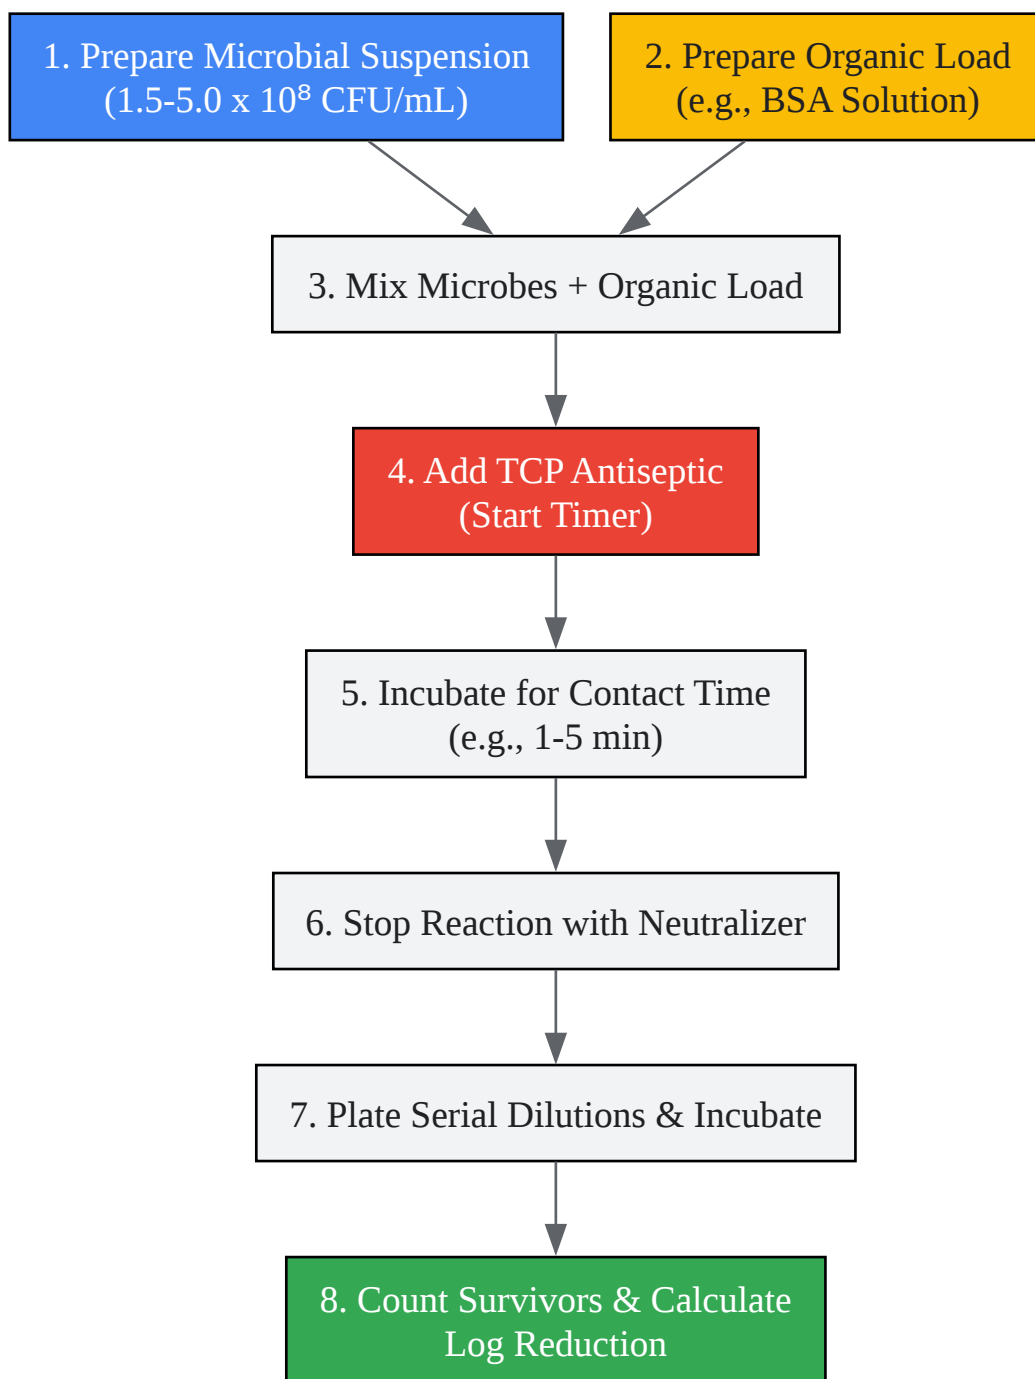 1. Prepare Microbial Suspension
(1.5-5.0 x 10⁸ CFU/mL)
2. Prepare Organic Load
(e.g., BSA Solution)
3. Mix Microbes + Organic Load
4. Add TCP Antiseptic
(Start Timer)
5. Incubate for Contact Time
(e.g., 1-5 min)
6. Stop Reaction with Neutralizer
7. Plate Serial Dilutions & Incubate
8. Count Survivors & Calculate
Log Reduction